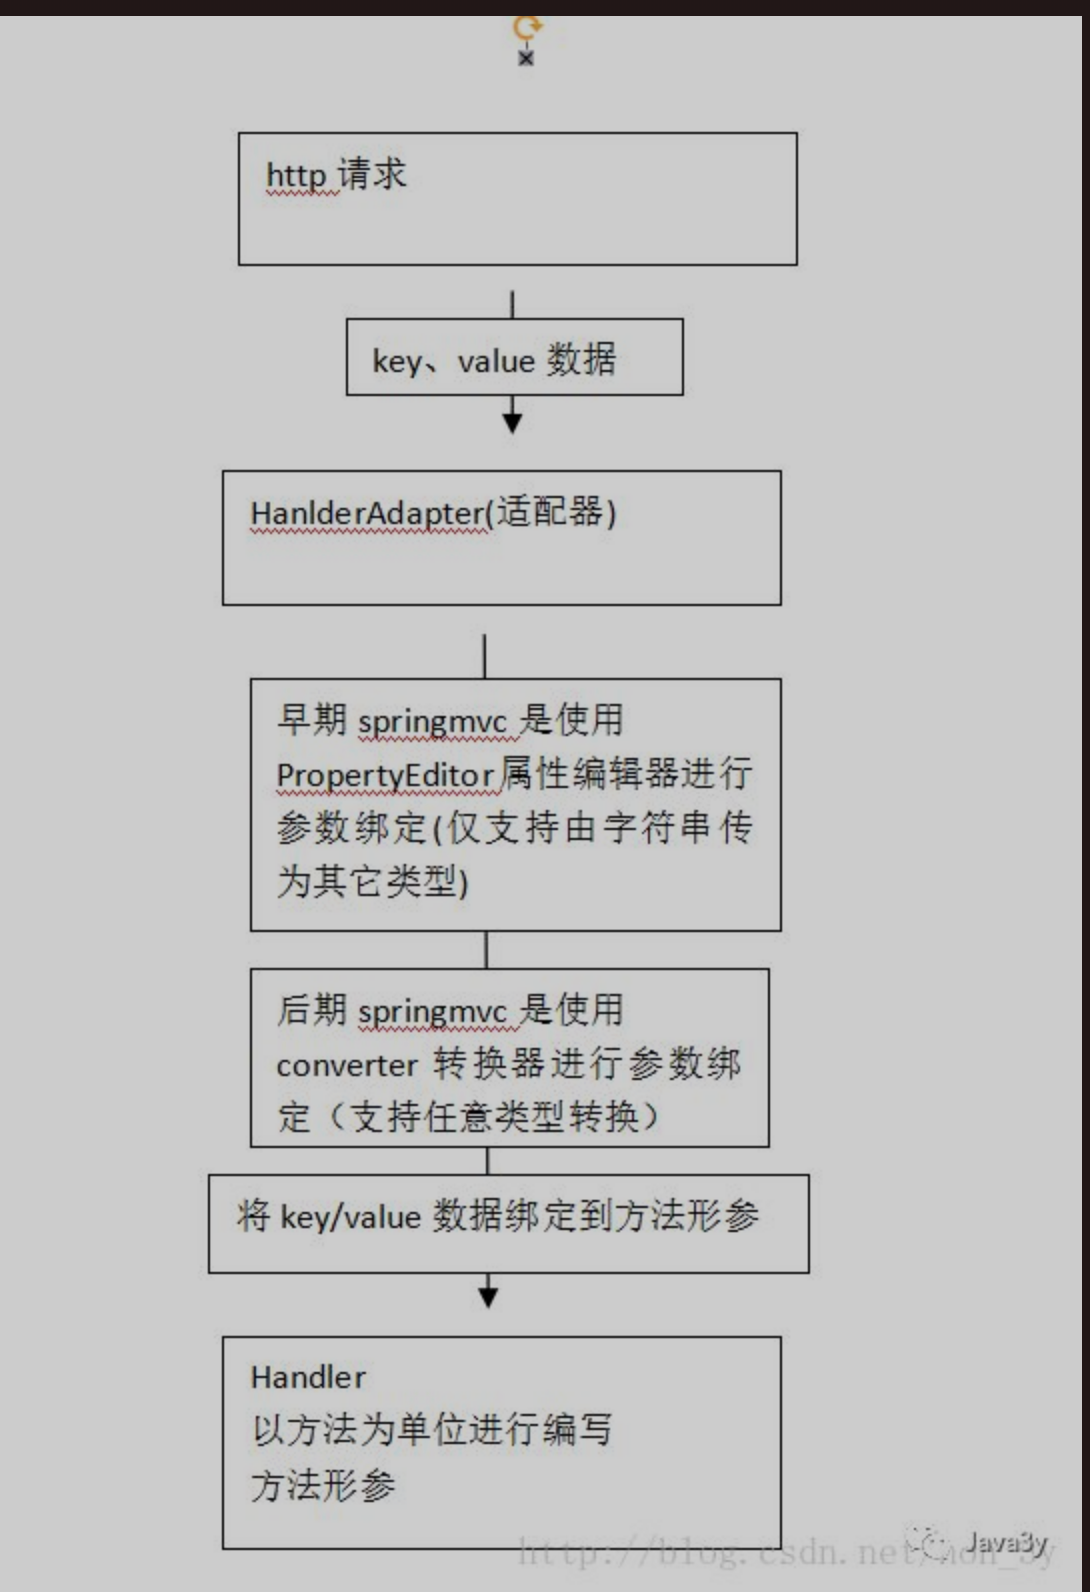 http 请求
key、value 数据
HanlderAdapter(适配器)
早期 springmvc 是使用
PropertyEditor 属性编辑器进行
参数绑定(仅支持由字符串传
为其它类型)
后期 springmvc 是使用
converter 转换器进行参数绑
定（支持任意类型转换）
将 key/value 数据绑定到方法形参
Handler
以方法为单位进行编写
方法形参
http://blog.csdn.net/hon_3y
Java3y